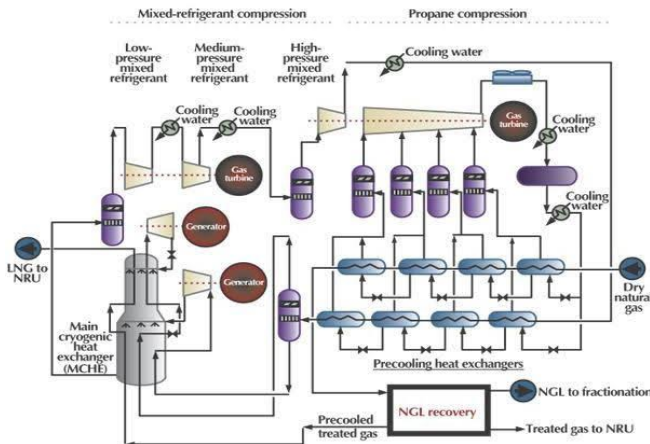 Mixed-refrigerant compression
Propane compression
Low-
pressure mixed
refrigerant
Medium-
pressure mixed
refrigerant
High-
pressure mixed
refrigerant
Cooling water
Cooling
water
Cooling
water
Gas
turbine
Gas
turbine
Cooling
water
Cooling
water
Generator
Generator
LNG to
NRU
Main
cryogenic
heat
exchanger
(MCHE)
Dry
natural
gas
Precooling heat exchangers
NGL recovery
NGL to fractionation
Precooled
treated gas
Treated gas to NRU